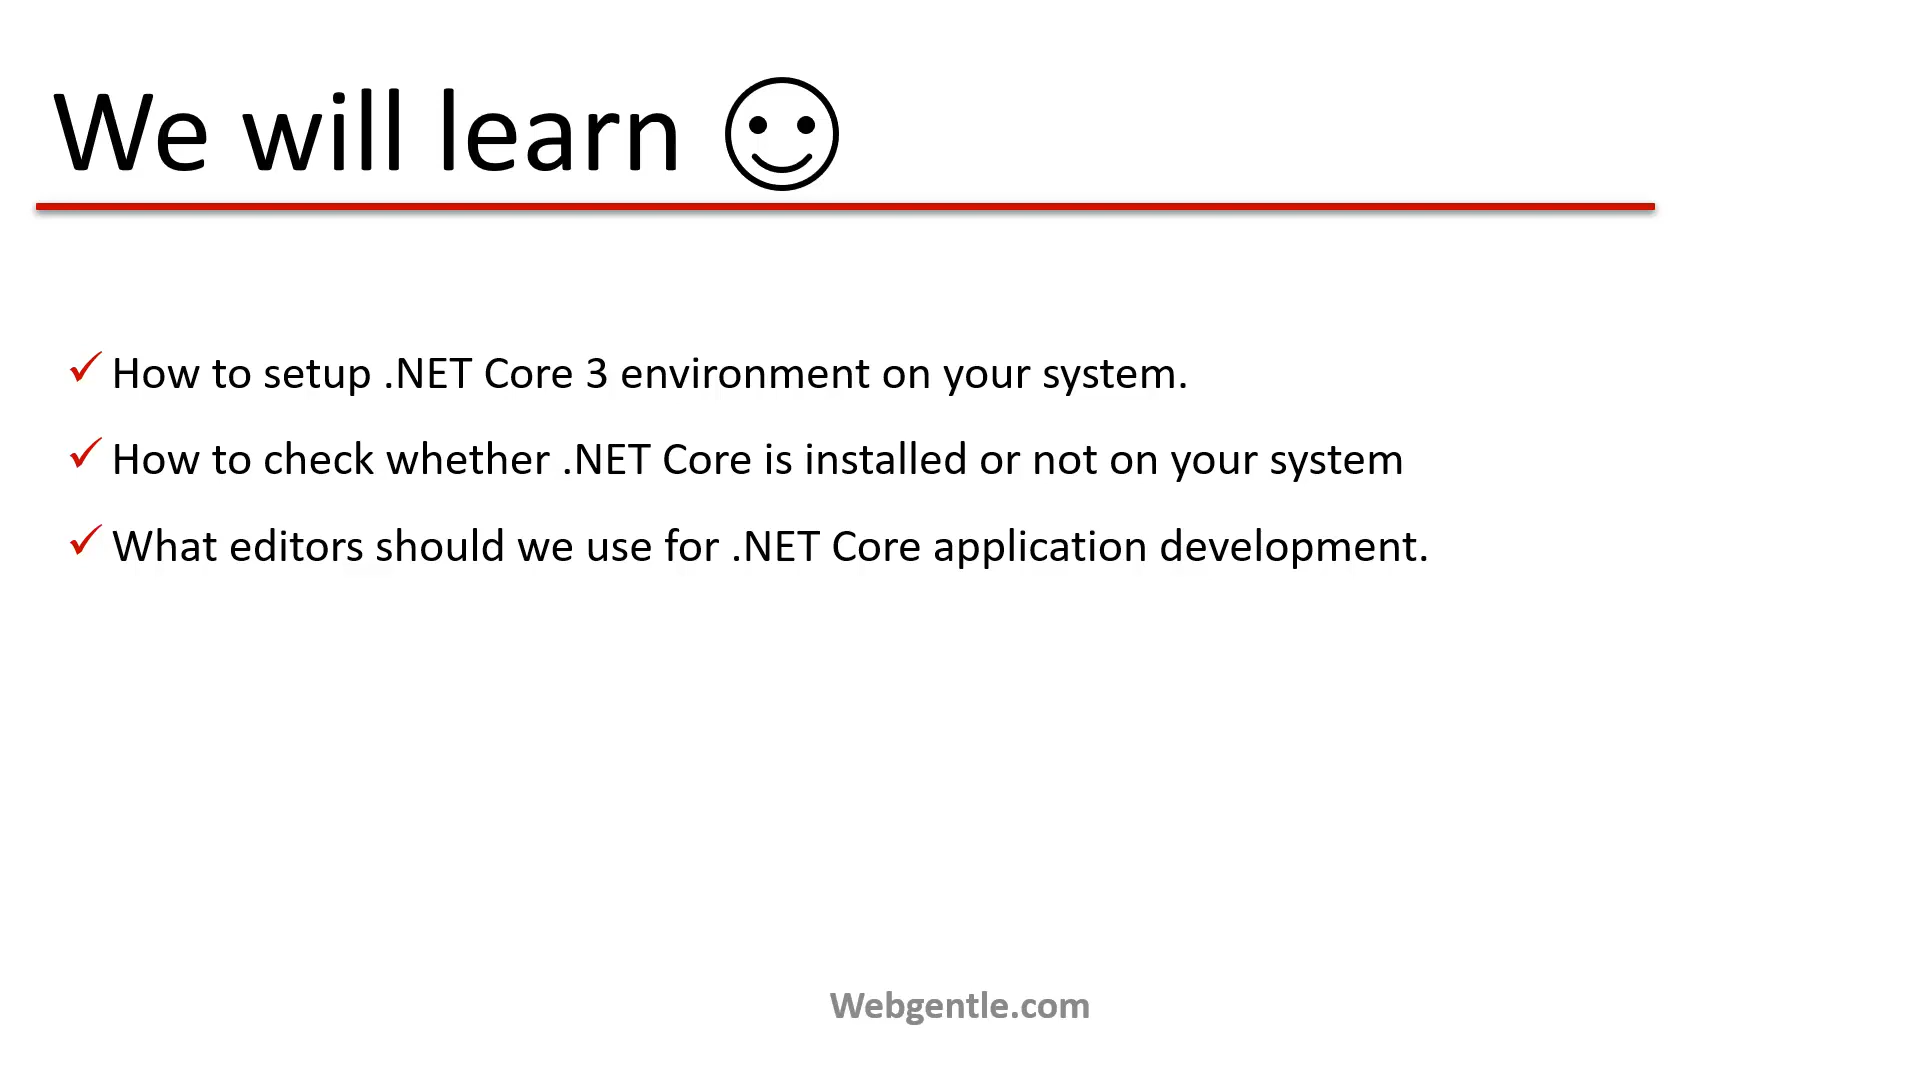 We will learn ☺
✓ How to setup .NET Core 3 environment on your system.
✓ How to check whether .NET Core is installed or not on your system
✓ What editors should we use for .NET Core application development.
Webgentle.com